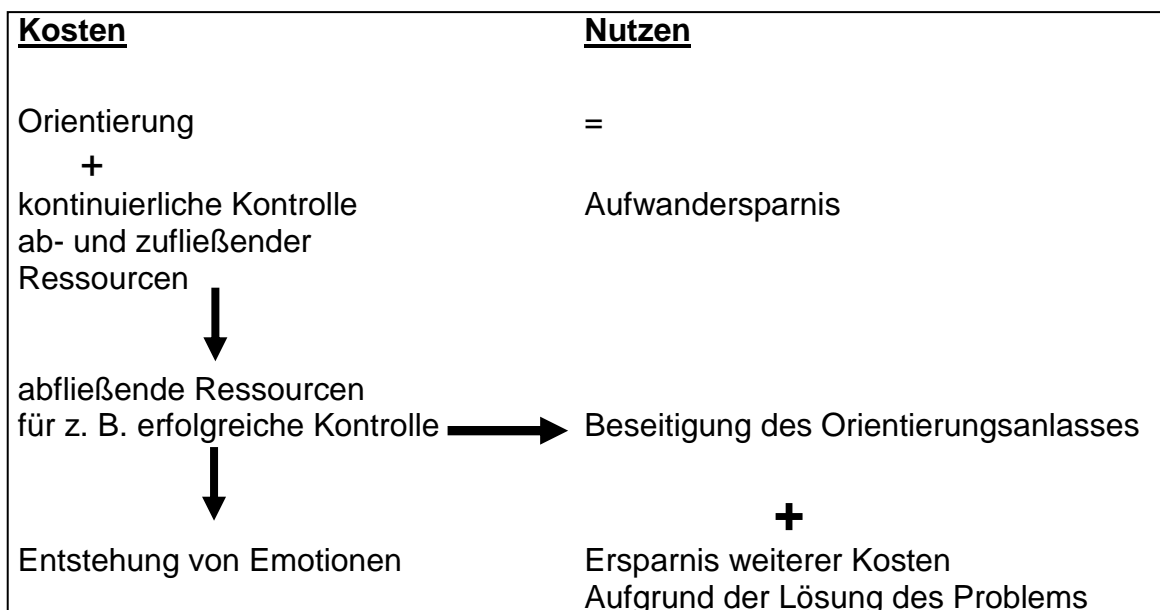 Kosten
Nutzen
Orientierung
=
+
kontinuierliche Kontrolle
Aufwandersparnis
ab- und zufließender
Ressourcen
abfließende Ressourcen
für z. B. erfolgreiche Kontrolle
Beseitigung des Orientierungsanlasses
+
Entstehung von Emotionen
Ersparnis weiterer Kosten
Aufgrund der Lösung des Problems